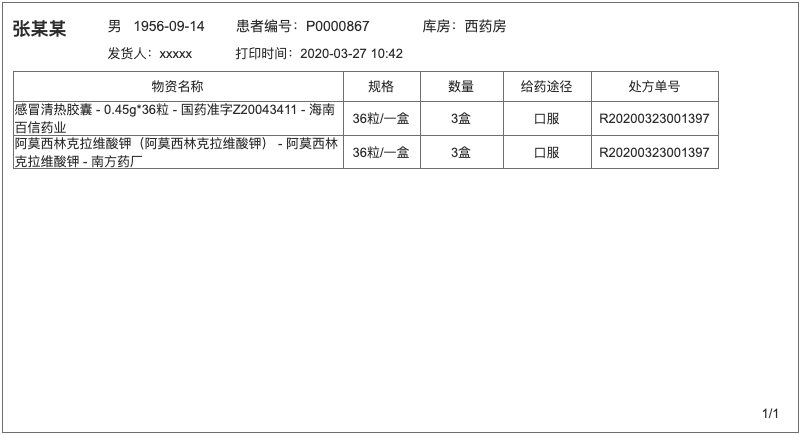 张某某 男 1956-09-14 患者编号：P0000867 库房：西药房
发货人：xxxxx 打印时间：2020-03-27 10:42
物资名称 规格 数量 给药途径 处方单号
感冒清热胶囊 - 0.45g*36粒 - 国药准字Z20043411 - 海南
百信药业 36粒/一盒 3盒 口服 R20200323001397
阿莫西林克拉维酸钾（阿莫西林克拉维酸钾） - 阿莫西林
克拉维酸钾 - 南方药厂 36粒/一盒 3盒 口服 R20200323001397
1/1